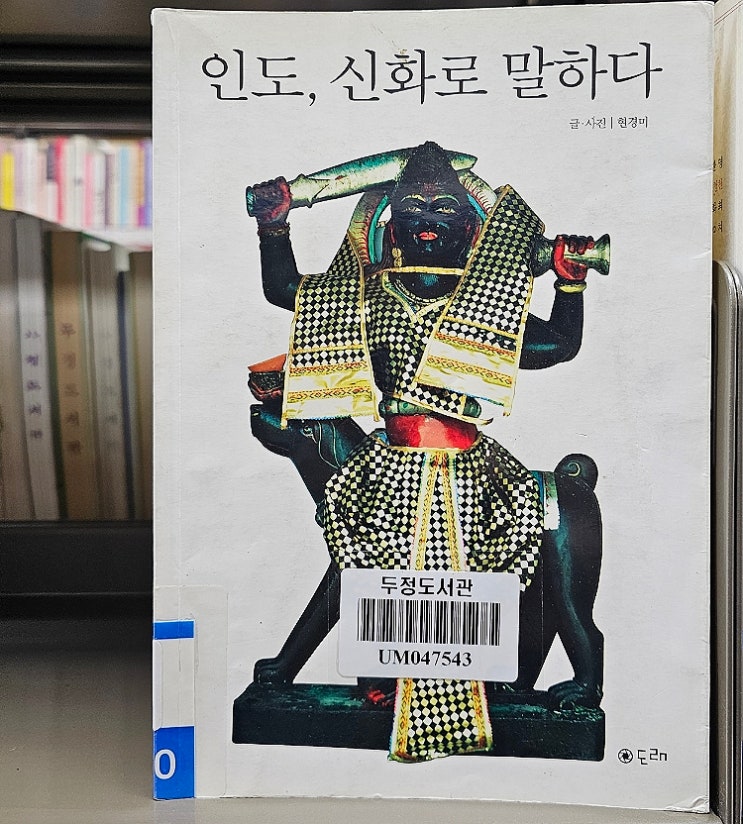 인도, 신화로 말하다
글·사진 | 현경미
두정도서관
UM047543
0
도래